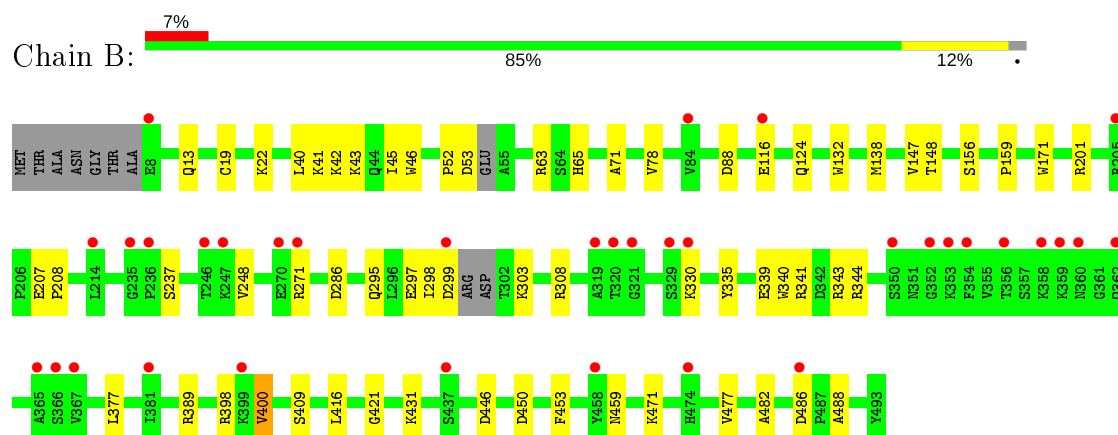 7%
Chain B:
85% 12% •
MET THR ALA ASN GLY THR ALA E8 Q13 C19 K22 L40 K41 K42 K43 Q44 I45 W46 P52 D53 GLU A55 R63 S64 H65 A71 V78 V84 D88 E116 Q124 W132 M138 V147 T148 S156 P159 W171 R201 R205
P206 E207 P208 L214 G235 P236 S237 T246 K247 V248 E270 R271 D286 Q295 L296 E297 I298 D299 ARG ASP T302 K303 R308 A319 T320 G321 S329 K330 Y335 E339 W340 R341 D342 R343 R344 S350 N351 G352 K353 F354 V355 T356 S357 K358 K359 N360 G361 Q362
A365 S366 V367 L377 I381 R389 R398 K399 V400 S409 L416 G421 K431 S437 D446 D450 F453 Y458 N459 K471 H474 V477 A482 D486 P487 A488 Y493